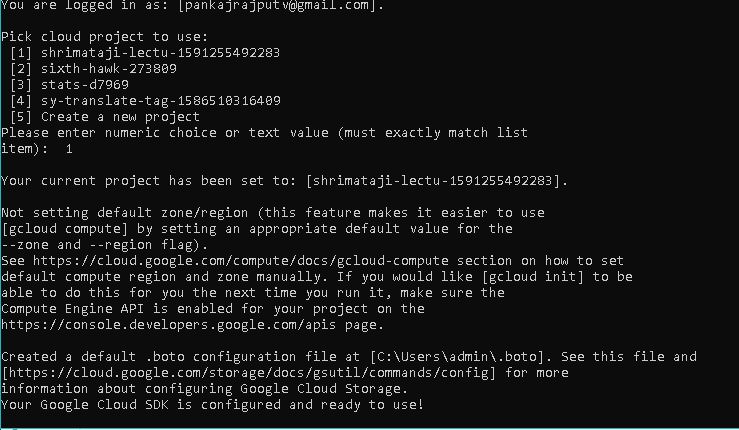 You are logged in as: [pankajrajputv@gmail.com].
Pick cloud project to use:
[1] shrimataji-lectu-1591255492283
[2] sixth-hawk-273809
[3] stats-d7969
[4] sy-translate-tag-1586510316409
[5] Create a new project
Please enter numeric choice or text value (must exactly match list
item):  1
Your current project has been set to: [shrimataji-lectu-1591255492283].
Not setting default zone/region (this feature makes it easier to use
[gcloud compute] by setting an appropriate default value for the
--zone and --region flag).
See https://cloud.google.com/compute/docs/gcloud-compute section on how to set
default compute region and zone manually. If you would like [gcloud init] to be
able to do this for you the next time you run it, make sure the
Compute Engine API is enabled for your project on the
https://console.developers.google.com/apis page.
Created a default .boto configuration file at [C:\Users\admin\.boto]. See this file and
[https://cloud.google.com/storage/docs/gsutil/commands/config] for more
information about configuring Google Cloud Storage.
Your Google Cloud SDK is configured and ready to use!